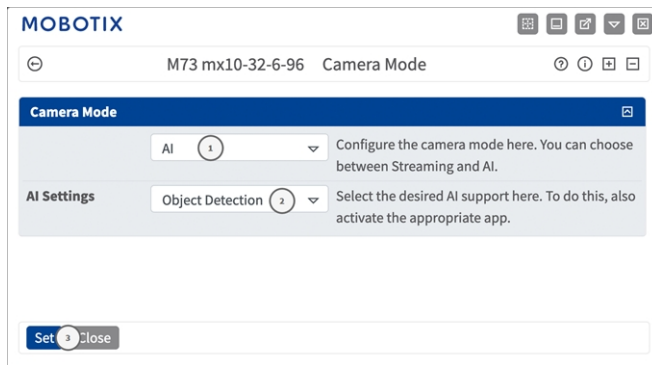 MOBOTIX
M73 mx10-32-6-96 Camera Mode
Camera Mode
AI 1 Configure the camera mode here. You can choose
between Streaming and AI.
AI Settings Object Detection 2 Select the desired AI support here. To do this, also
activate the appropriate app.
Set 3 Close